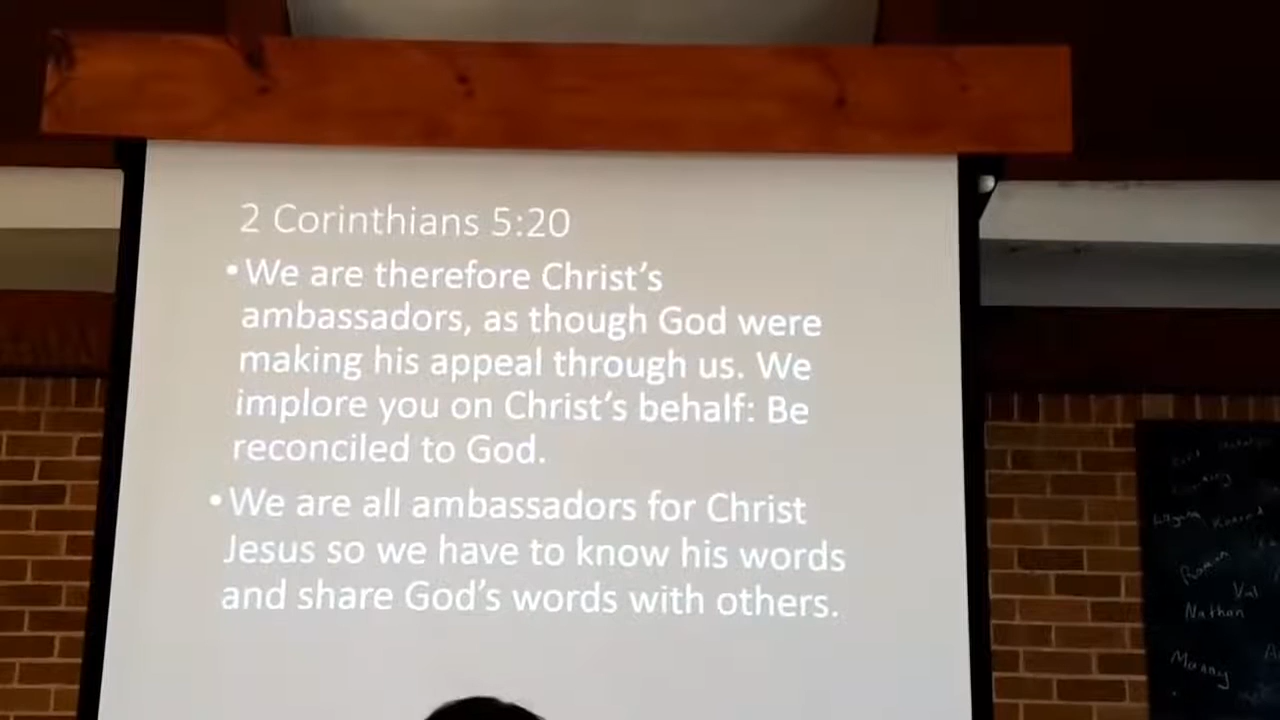 2 Corinthians 5:20
•We are therefore Christ's
ambassadors, as though God were
making his appeal through us. We
implore you on Christ's behalf: Be
reconciled to God.
•We are all ambassadors for Christ
Jesus so we have to know his words
and share God's words with others.
Val
Nathan
Manny